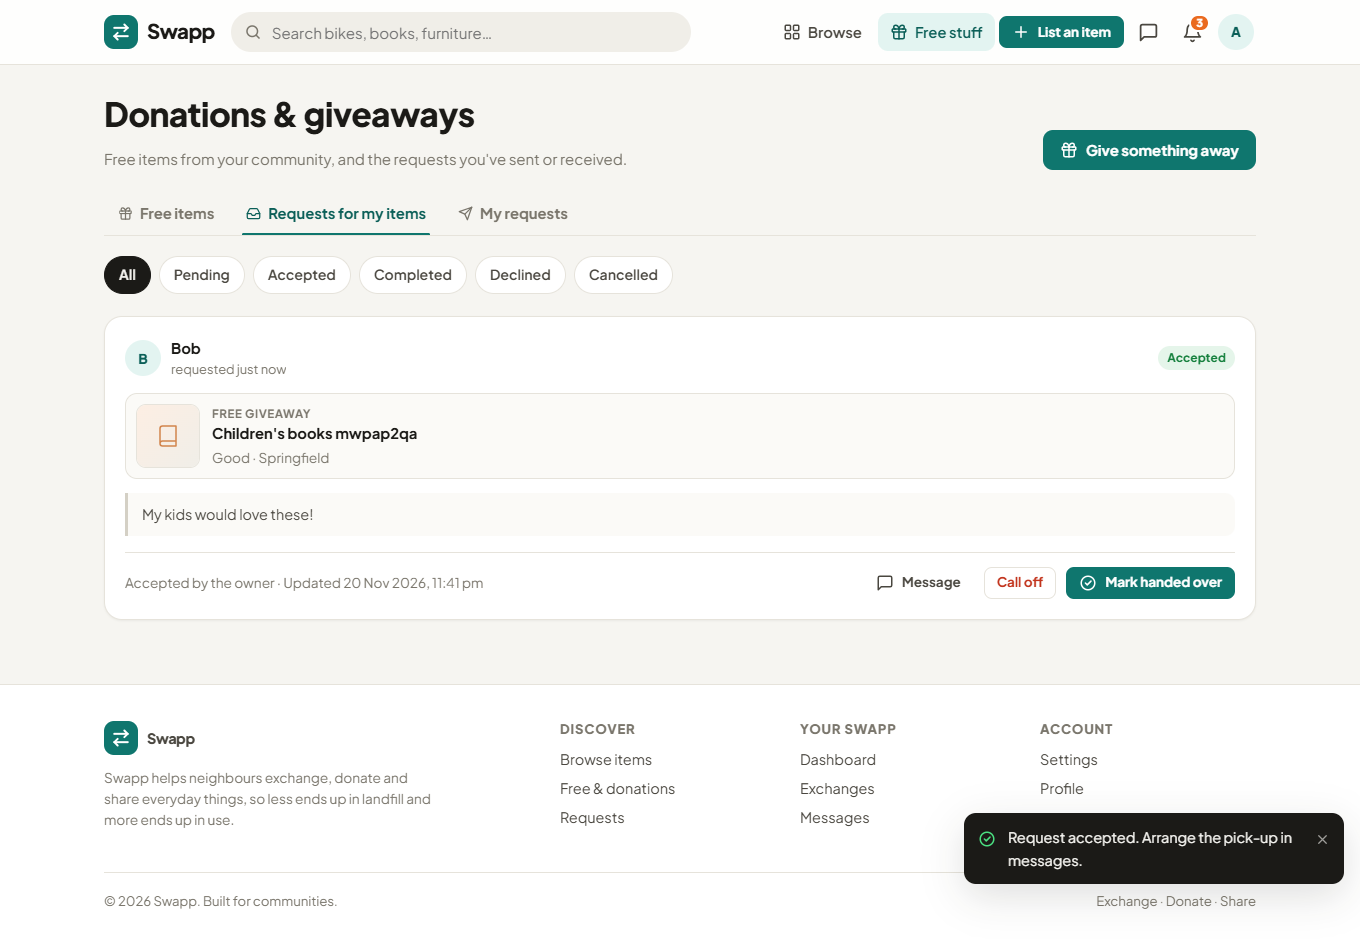 Swapp
Search bikes, books, furniture...
Browse
Free stuff
List an item
3
A
Donations & giveaways
Free items from your community, and the requests you've sent or received.
Give something away
Free items
Requests for my items
My requests
All
Pending
Accepted
Completed
Declined
Cancelled
B
Bob
requested just now
Accepted
FREE GIVEAWAY
Children's books mwpap2qa
Good · Springfield
My kids would love these!
Accepted by the owner · Updated 20 Nov 2026, 11:41 pm
Message
Call off
Mark handed over
Swapp
Swapp helps neighbours exchange, donate and
share everyday things, so less ends up in landfill and
more ends up in use.
DISCOVER
Browse items
Free & donations
Requests
YOUR SWAPP
Dashboard
Exchanges
Messages
ACCOUNT
Settings
Profile
Request accepted. Arrange the pick-up in
messages.
© 2026 Swapp. Built for communities.
Exchange · Donate · Share